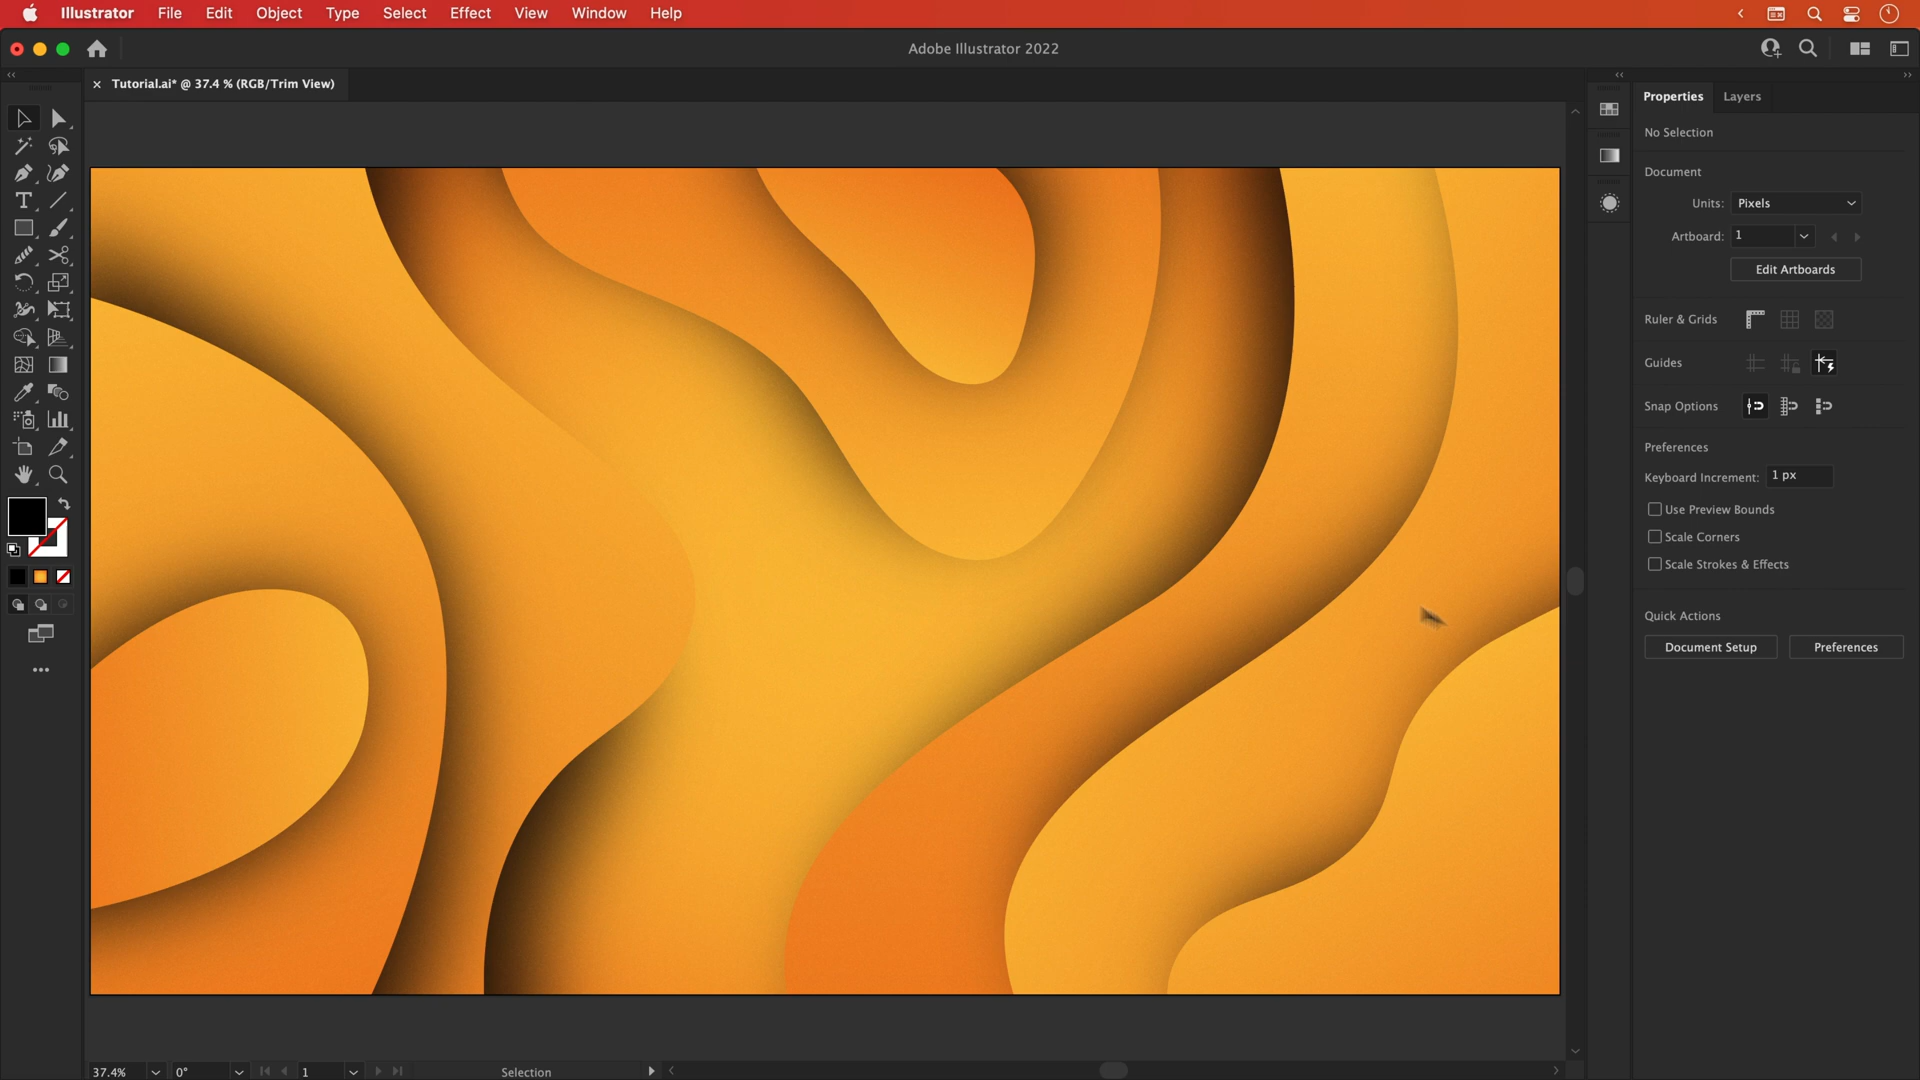 Illustrator File Edit Object Type Select Effect View Window Help
Adobe Illustrator 2022
Tutorial.ai* @ 37.4 % (RGB/Trim View)
Properties Layers
No Selection
Document
Units: Pixels
Artboard: 1
Edit Artboards
Ruler & Grids
Guides
Snap Options
Preferences
Keyboard Increment: 1 px
Use Preview Bounds
Scale Corners
Scale Strokes & Effects
Quick Actions
Document Setup Preferences
37.4% 0° 1 Selection